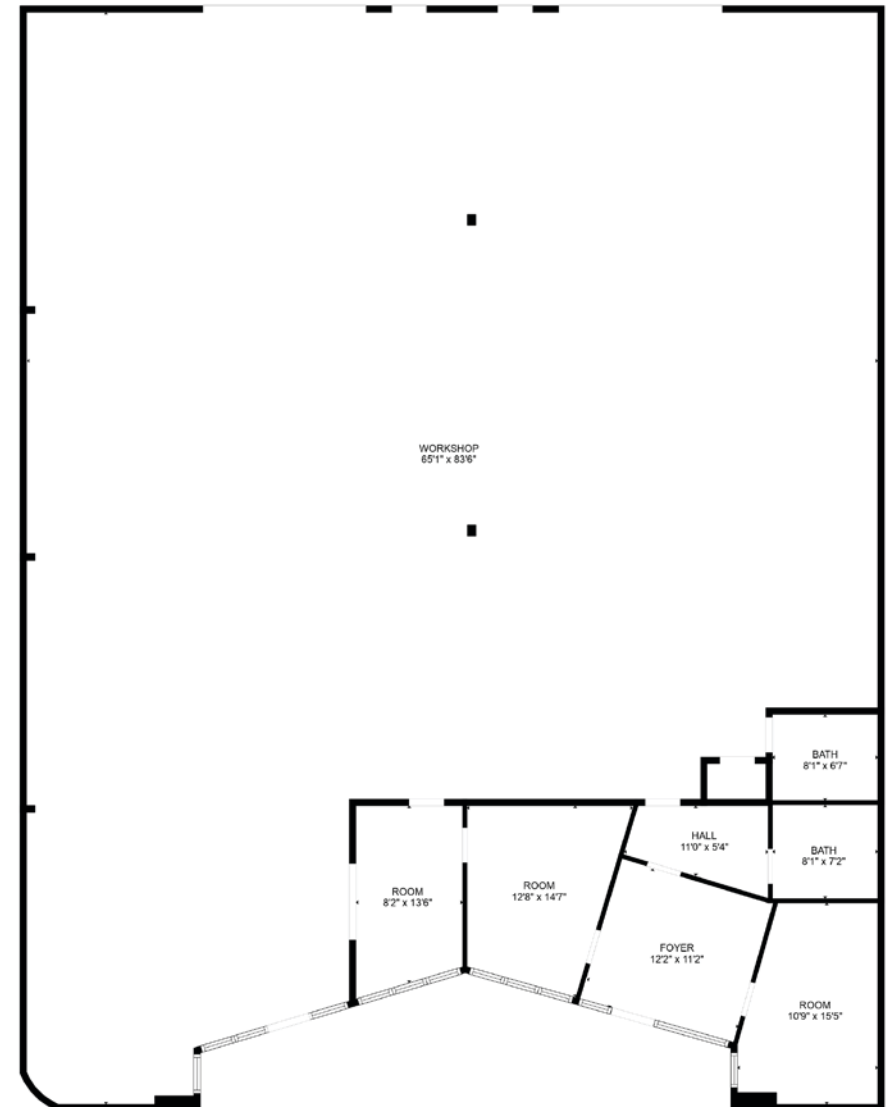 WORKSHOP
65'1" x 83'6"
BATH
8'1" x 6'7"
HALL
11'0" x 5'4"
BATH
8'1" x 7'2"
ROOM
8'2" x 13'6"
ROOM
12'8" x 14'7"
FOYER
12'2" x 11'2"
ROOM
10'9" x 15'5"